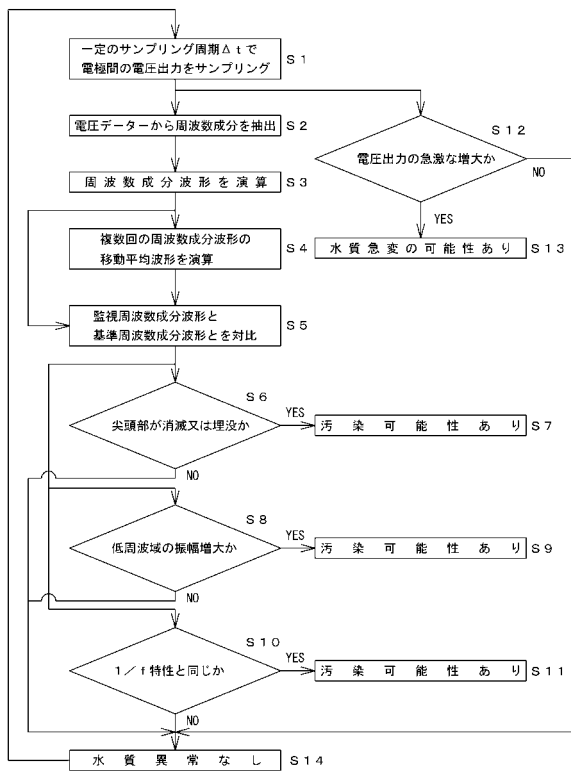 一定のサンプリング周期Δtで
電極間の電圧出力をサンプリング
S1
電圧データーから周波数成分を抽出
S2
S12
電圧出力の急激な増大か
NO
YES
周波数成分波形を演算
S3
複数回の周波数成分波形の
移動平均波形を演算
S4
水質急変の可能性あり
S13
監視周波数成分波形と
基準周波数成分波形とを対比
S5
S6
尖頭部が消滅又は埋没か
YES
汚染可能性あり
S7
NO
S8
低周波域の振幅増大か
YES
汚染可能性あり
S9
NO
S10
1/f特性と同じか
YES
汚染可能性あり
S11
NO
水質異常なし
S14